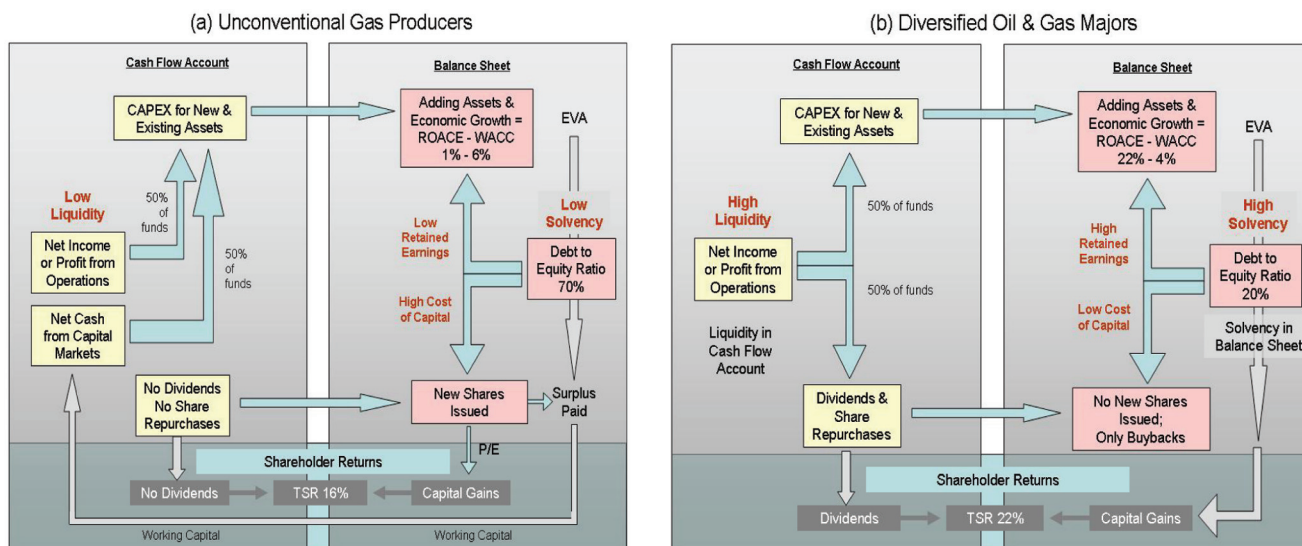 (a) Unconventional Gas Producers
Cash Flow Account
Balance Sheet
CAPEX for New &
Existing Assets
Adding Assets &
Economic Growth =
ROACE - WACC
1% - 6%
EVA
Low
Liquidity
50%
of
funds
Net Income
or Profit from
Operations
50%
of
funds
Low
Retained
Earnings
Low
Solvency
Debt to
Equity Ratio
70%
High Cost
of Capital
Net Cash
from Capital
Markets
No Dividends
No Share
Repurchases
New Shares
Issued
Surplus
Paid
P/E
Shareholder Returns
No Dividends
TSR 16%
Capital Gains
Working Capital
Working Capital
(b) Diversified Oil & Gas Majors
Cash Flow Account
Balance Sheet
CAPEX for New &
Existing Assets
Adding Assets &
Economic Growth =
ROACE - WACC
22% - 4%
EVA
High
Liquidity
50% of funds
Net Income
or Profit from
Operations
50% of funds
High
Retained
Earnings
High
Solvency
Debt to
Equity Ratio
20%
Low Cost
of Capital
Liquidity in
Cash Flow
Account
Solvency in
Balance Sheet
Dividends &
Share
Repurchases
No New Shares
Issued;
Only Buybacks
Shareholder Returns
Dividends
TSR 22%
Capital Gains